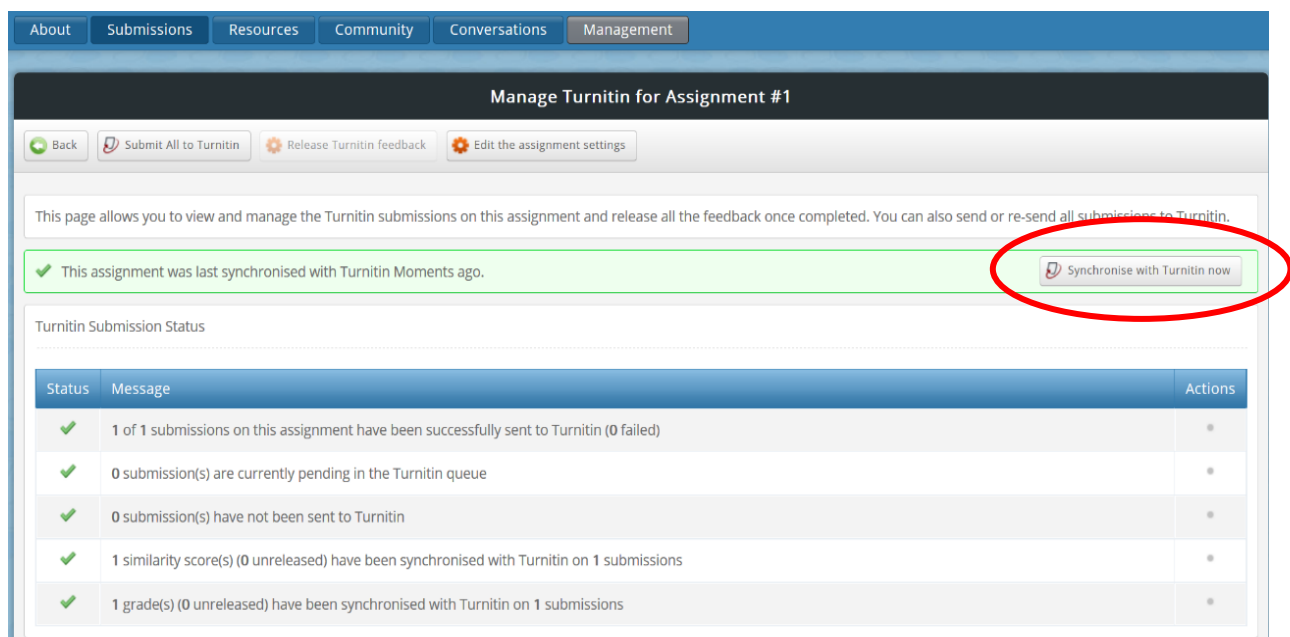 About Submissions Resources Community Conversations Management
Manage Turnitin for Assignment #1
Back Submit All to Turnitin Release Turnitin feedback Edit the assignment settings
This page allows you to view and manage the Turnitin submissions on this assignment and release all the feedback once completed. You can also send or re-send all submissions to Turnitin.
This assignment was last synchronised with Turnitin Moments ago. Synchronise with Turnitin now
Turnitin Submission Status
Status Message Actions
1 of 1 submissions on this assignment have been successfully sent to Turnitin (0 failed)
0 submission(s) are currently pending in the Turnitin queue
0 submission(s) have not been sent to Turnitin
1 similarity score(s) (0 unreleased) have been synchronised with Turnitin on 1 submissions
1 grade(s) (0 unreleased) have been synchronised with Turnitin on 1 submissions